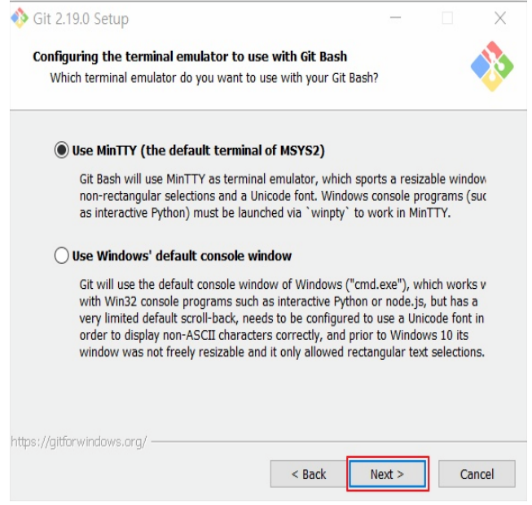 Git 2.19.0 Setup
Configuring the terminal emulator to use with Git Bash
Which terminal emulator do you want to use with your Git Bash?
Use MinTTY (the default terminal of MSYS2)
Git Bash will use MinTTY as terminal emulator, which sports a resizable window
non-rectangular selections and a Unicode font. Windows console programs (suc
as interactive Python) must be launched via `winpty` to work in MinTTY.
Use Windows' default console window
Git will use the default console window of Windows ("cmd.exe"), which works
with Win32 console programs such as interactive Python or node.js, but has a
very limited default scroll-back, needs to be configured to use a Unicode font in
order to display non-ASCII characters correctly, and prior to Windows 10 its
window was not freely resizable and it only allowed rectangular text selections.
https://gitforwindows.org/
< Back Next > Cancel